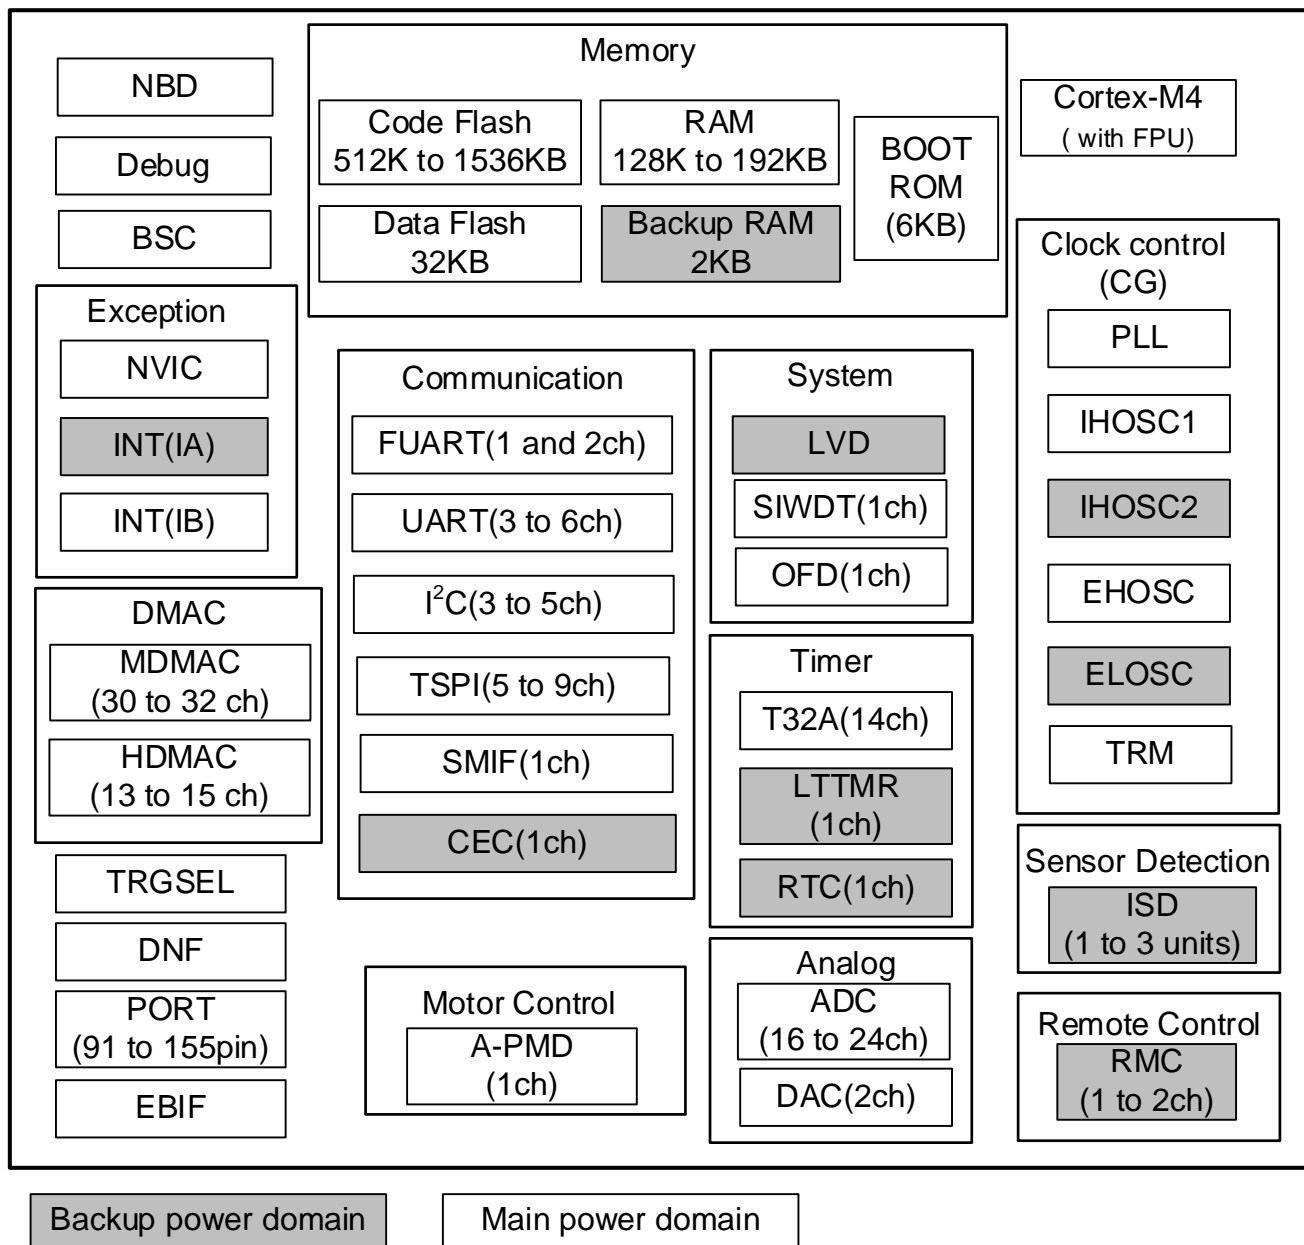 NBD
Debug
BSC
Exception
NVIC
INT(IA)
INT(IB)
DMAC
MDMAC
(30 to 32 ch)
HDMAC
(13 to 15 ch)
TRGSEL
DNF
PORT
(91 to 155pin)
EBIF
Memory
Code Flash
512K to 1536KB
RAM
128K to 192KB
BOOT
ROM
(6KB)
Data Flash
32KB
Backup RAM
2KB
Communication
FUART(1 and 2ch)
UART(3 to 6ch)
I²C(3 to 5ch)
TSPI(5 to 9ch)
SMIF(1ch)
CEC(1ch)
Motor Control
A-PMD
(1ch)
System
LVD
SIWDT(1ch)
OFD(1ch)
Timer
T32A(14ch)
LTTMR
(1ch)
RTC(1ch)
Analog
ADC
(16 to 24ch)
DAC(2ch)
Cortex-M4
( with FPU)
Clock control
(CG)
PLL
IHOSC1
IHOSC2
EHOSC
ELOSC
TRM
Sensor Detection
ISD
(1 to 3 units)
Remote Control
RMC
(1 to 2ch)
Backup power domain
Main power domain